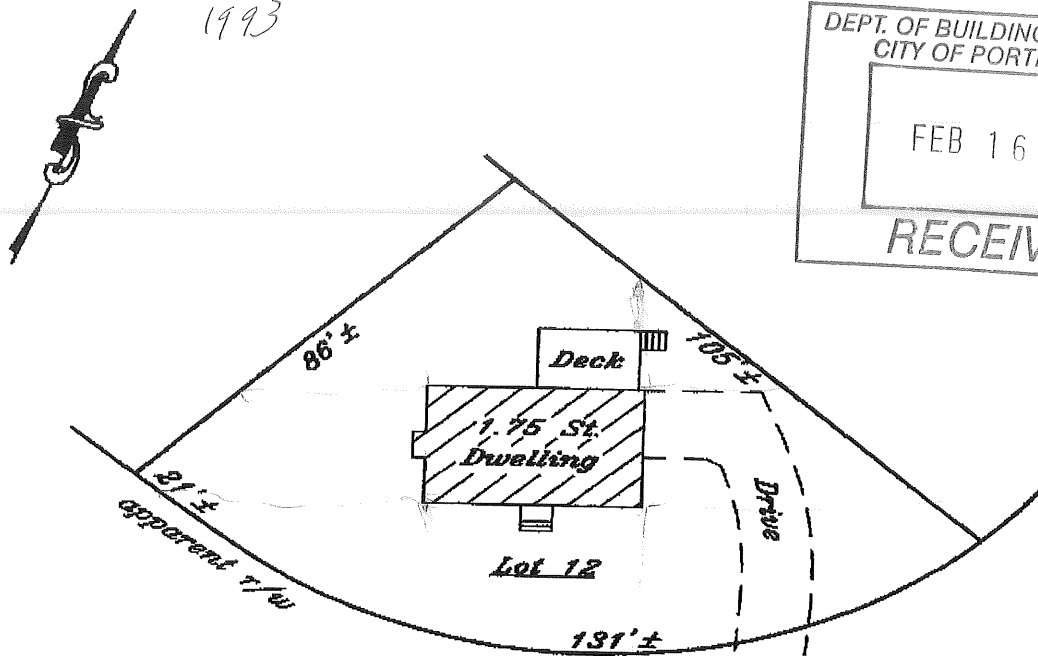 1993
DEPT. OF BUILDING
CITY OF PORT
FEB 16
RECEIV
86'±
105'±
Deck
1.75 St.
Dwelling
21'±
apparent r/w
Drive
Lot 12
131'±